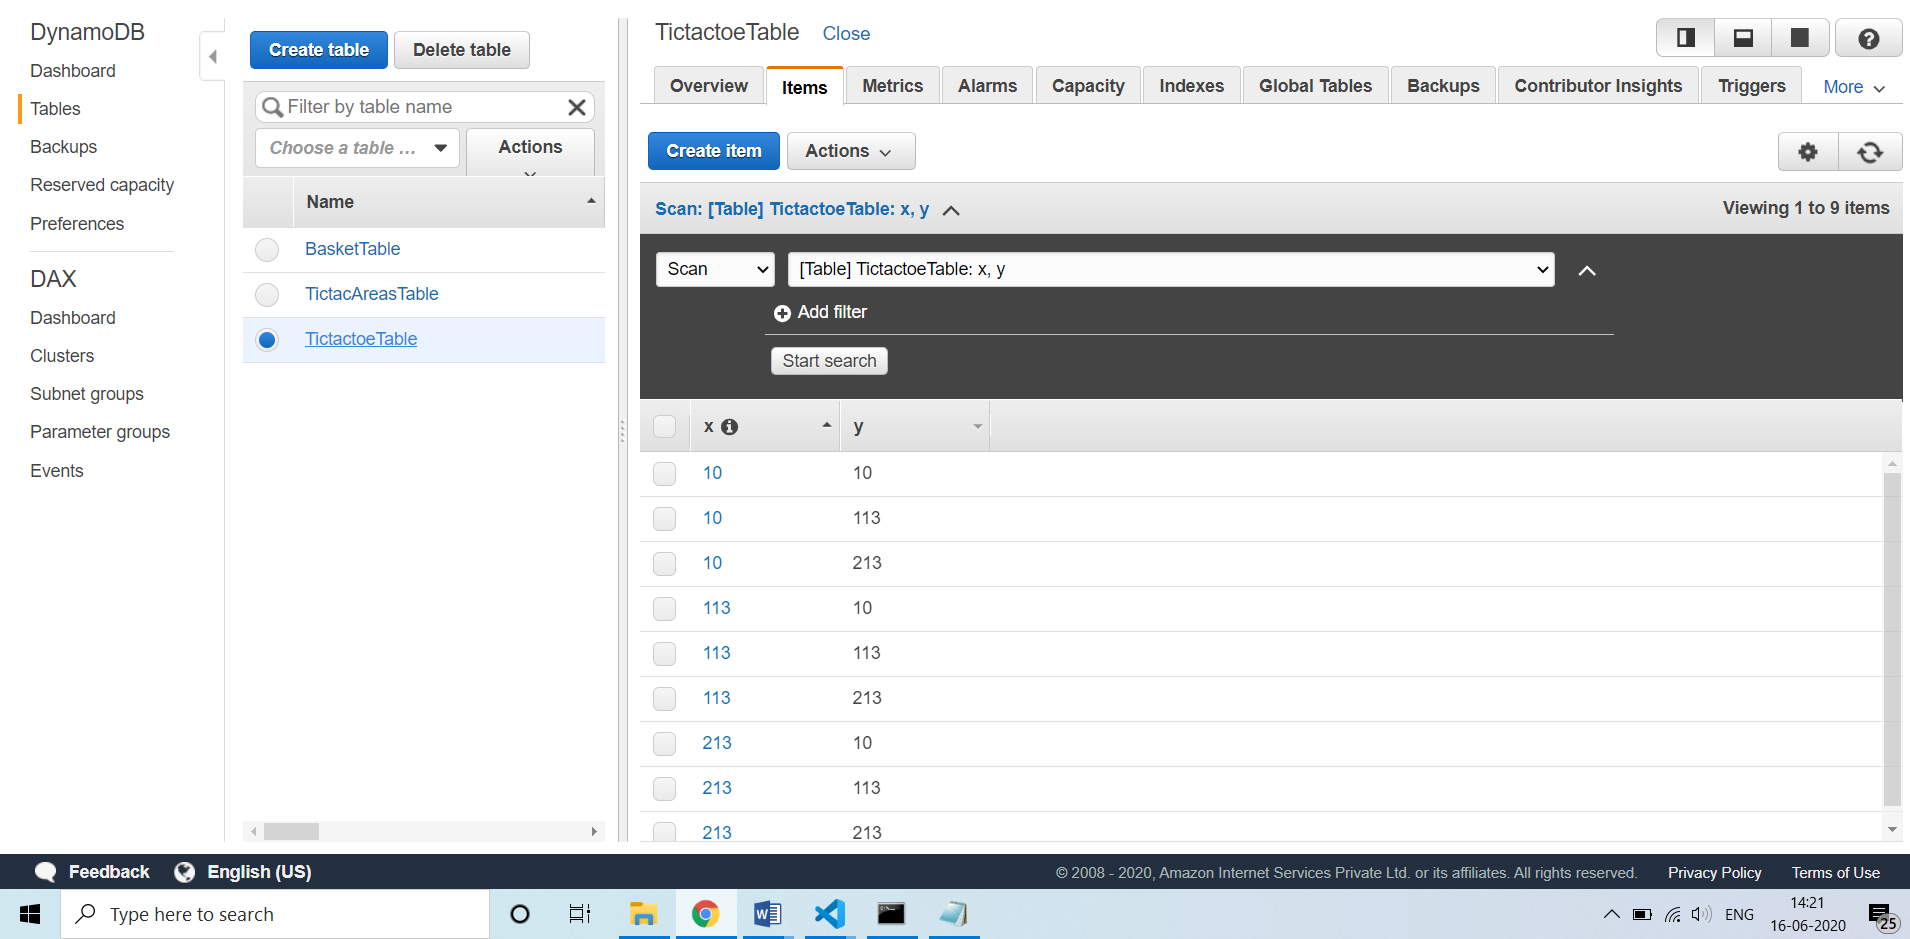 DynamoDB
Dashboard
Tables
Backups
Reserved capacity
Preferences
DAX
Dashboard
Clusters
Subnet groups
Parameter groups
Events
Create table Delete table
Filter by table name
Choose a table ... Actions
Name
BasketTable
TictacAreasTable
TictactoeTable
TictactoeTable Close
Overview Items Metrics Alarms Capacity Indexes Global Tables Backups Contributor Insights Triggers More
Create item Actions
Scan: [Table] TictactoeTable: x, y Viewing 1 to 9 items
Scan [Table] TictactoeTable: x, y
Add filter
Start search
x y
10 10
10 113
10 213
113 10
113 113
113 213
213 10
213 113
213 213
Feedback English (US) © 2008 - 2020, Amazon Internet Services Private Ltd. or its affiliates. All rights reserved. Privacy Policy Terms of Use
Type here to search ENG 14:21
16-06-2020 25